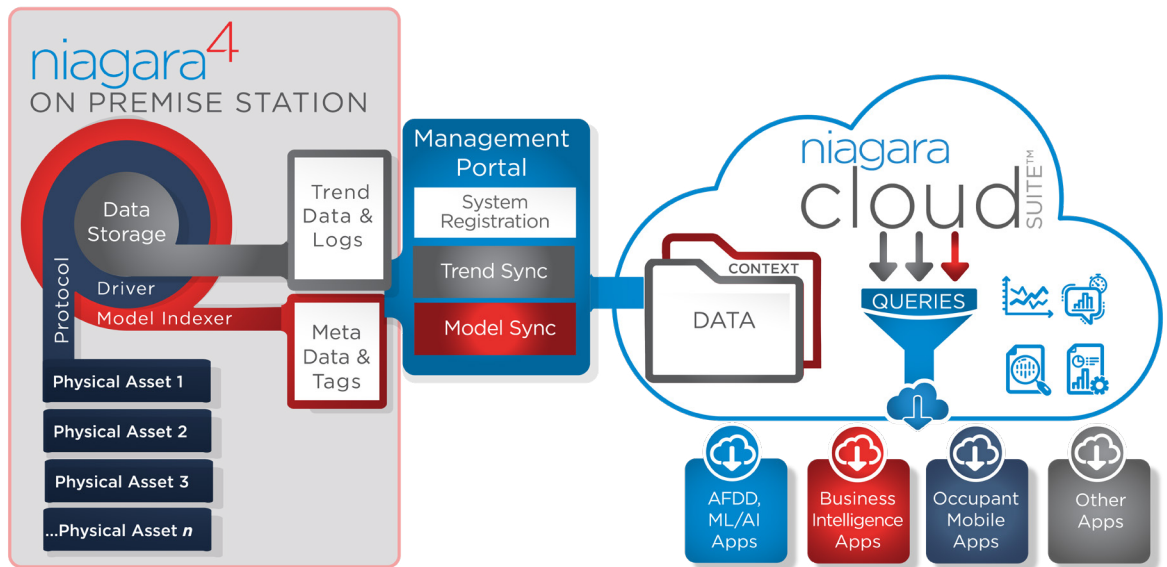 niagara4
ON PREMISE STATION
Data
Storage
Protocol
Driver
Model Indexer
Physical Asset 1
Physical Asset 2
Physical Asset 3
...Physical Asset n
Trend
Data &
Logs
Meta
Data &
Tags
Management
Portal
System
Registration
Trend Sync
Model Sync
niagara
cloud
SUITE™
CONTEXT
DATA
QUERIES
AFDD,
ML/AI
Apps
Business
Intelligence
Apps
Occupant
Mobile
Apps
Other
Apps